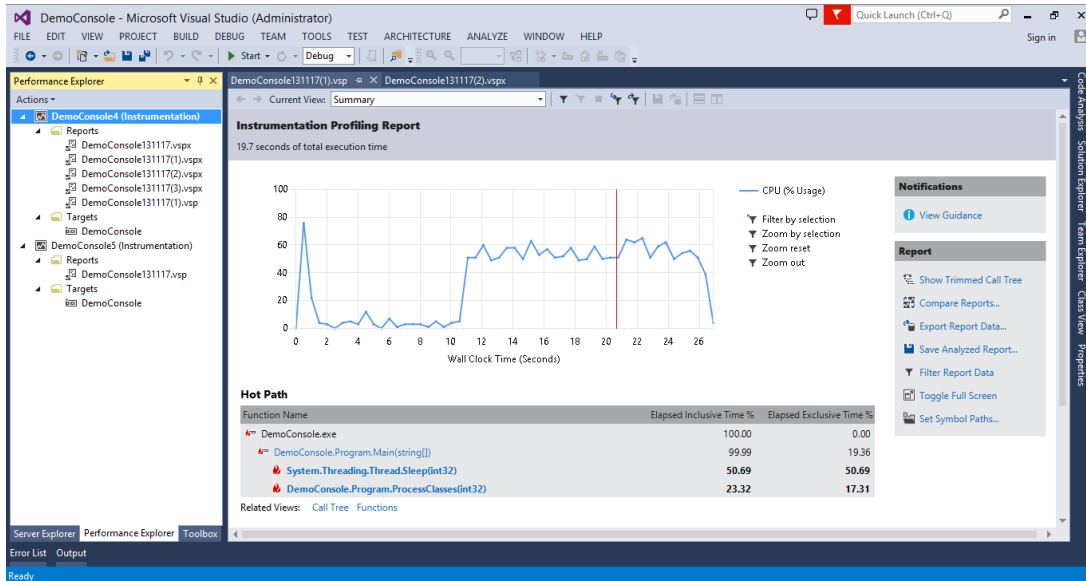 DemoConsole - Microsoft Visual Studio (Administrator)
Quick Launch (Ctrl+Q)
FILE EDIT VIEW PROJECT BUILD DEBUG TEAM TOOLS TEST ARCHITECTURE ANALYZE WINDOW HELP
Sign in
Start Debug
Performance Explorer
Actions
DemoConsole4 (Instrumentation)
Reports
DemoConsole131117.vspx
DemoConsole131117(1).vspx
DemoConsole131117(2).vspx
DemoConsole131117(3).vspx
DemoConsole131117(1).vsp
Targets
DemoConsole
DemoConsole5 (Instrumentation)
Reports
DemoConsole131117.vsp
Targets
DemoConsole
Server Explorer Performance Explorer Toolbox
DemoConsole131117(1).vsp DemoConsole131117(2).vspx
Current View: Summary
Instrumentation Profiling Report
19.7 seconds of total execution time
100
80
60
40
20
0
0 2 4 6 8 10 12 14 16 18 20 22 24 26
Wall Clock Time (Seconds)
CPU (% Usage)
Filter by selection
Zoom by selection
Zoom reset
Zoom out
Hot Path
Function Name Elapsed Inclusive Time % Elapsed Exclusive Time %
DemoConsole.exe 100.00 0.00
DemoConsole.Program.Main(string[]) 99.99 19.36
System.Threading.Thread.Sleep(int32) 50.69 50.69
DemoConsole.Program.ProcessClasses(int32) 23.32 17.31
Related Views: Call Tree Functions
Notifications
View Guidance
Report
Show Trimmed Call Tree
Compare Reports...
Export Report Data...
Save Analyzed Report...
Filter Report Data
Toggle Full Screen
Set Symbol Paths...
Code Analysis
Solution Explorer
Team Explorer
Class View
Properties
Error List Output
Ready